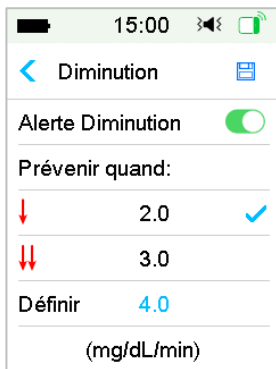 15:00
Diminution
Alerte Diminution
Prévenir quand:
2.0
3.0
Définir 4.0
(mg/dL/min)